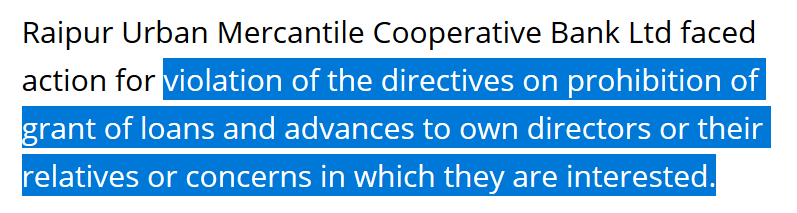 Raipur Urban Mercantile Cooperative Bank Ltd faced
action for violation of the directives on prohibition of
grant of loans and advances to own directors or their
relatives or concerns in which they are interested.